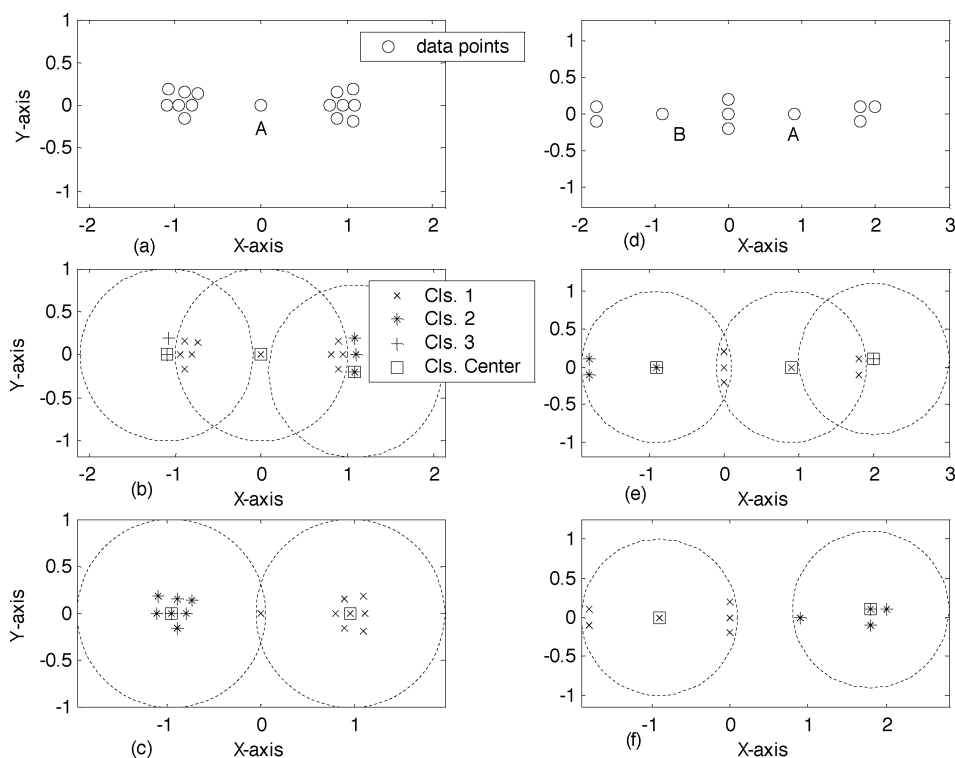 1
0.5
0
-0.5
-1
Y-axis
data points
A
-2 -1 0 1 2
(a) X-axis
1
0.5
0
-0.5
-1
B A
-2 -1 0 1 2 3
(d) X-axis
1
0.5
0
-0.5
-1
Y-axis
Cls. 1
Cls. 2
Cls. 3
Cls. Center
-2 -1 0 1 2
(b) X-axis
1
0.5
0
-0.5
-1
-2 -1 0 1 2 3
(e) X-axis
1
0.5
0
-0.5
-1
Y-axis
-1 0 1
(c) X-axis
1
0.5
0
-0.5
-1
-1 0 1 2
(f) X-axis